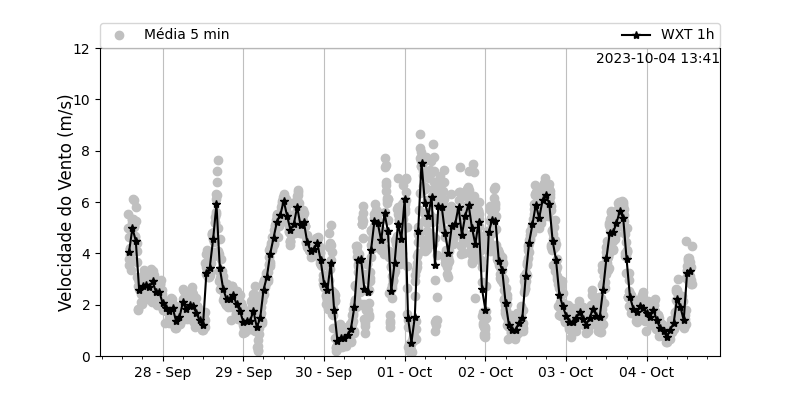 Média 5 min
WXT 1h
2023-10-04 13:41
Velocidade do Vento (m/s)
12
10
8
6
4
2
0
28 - Sep
29 - Sep
30 - Sep
01 - Oct
02 - Oct
03 - Oct
04 - Oct